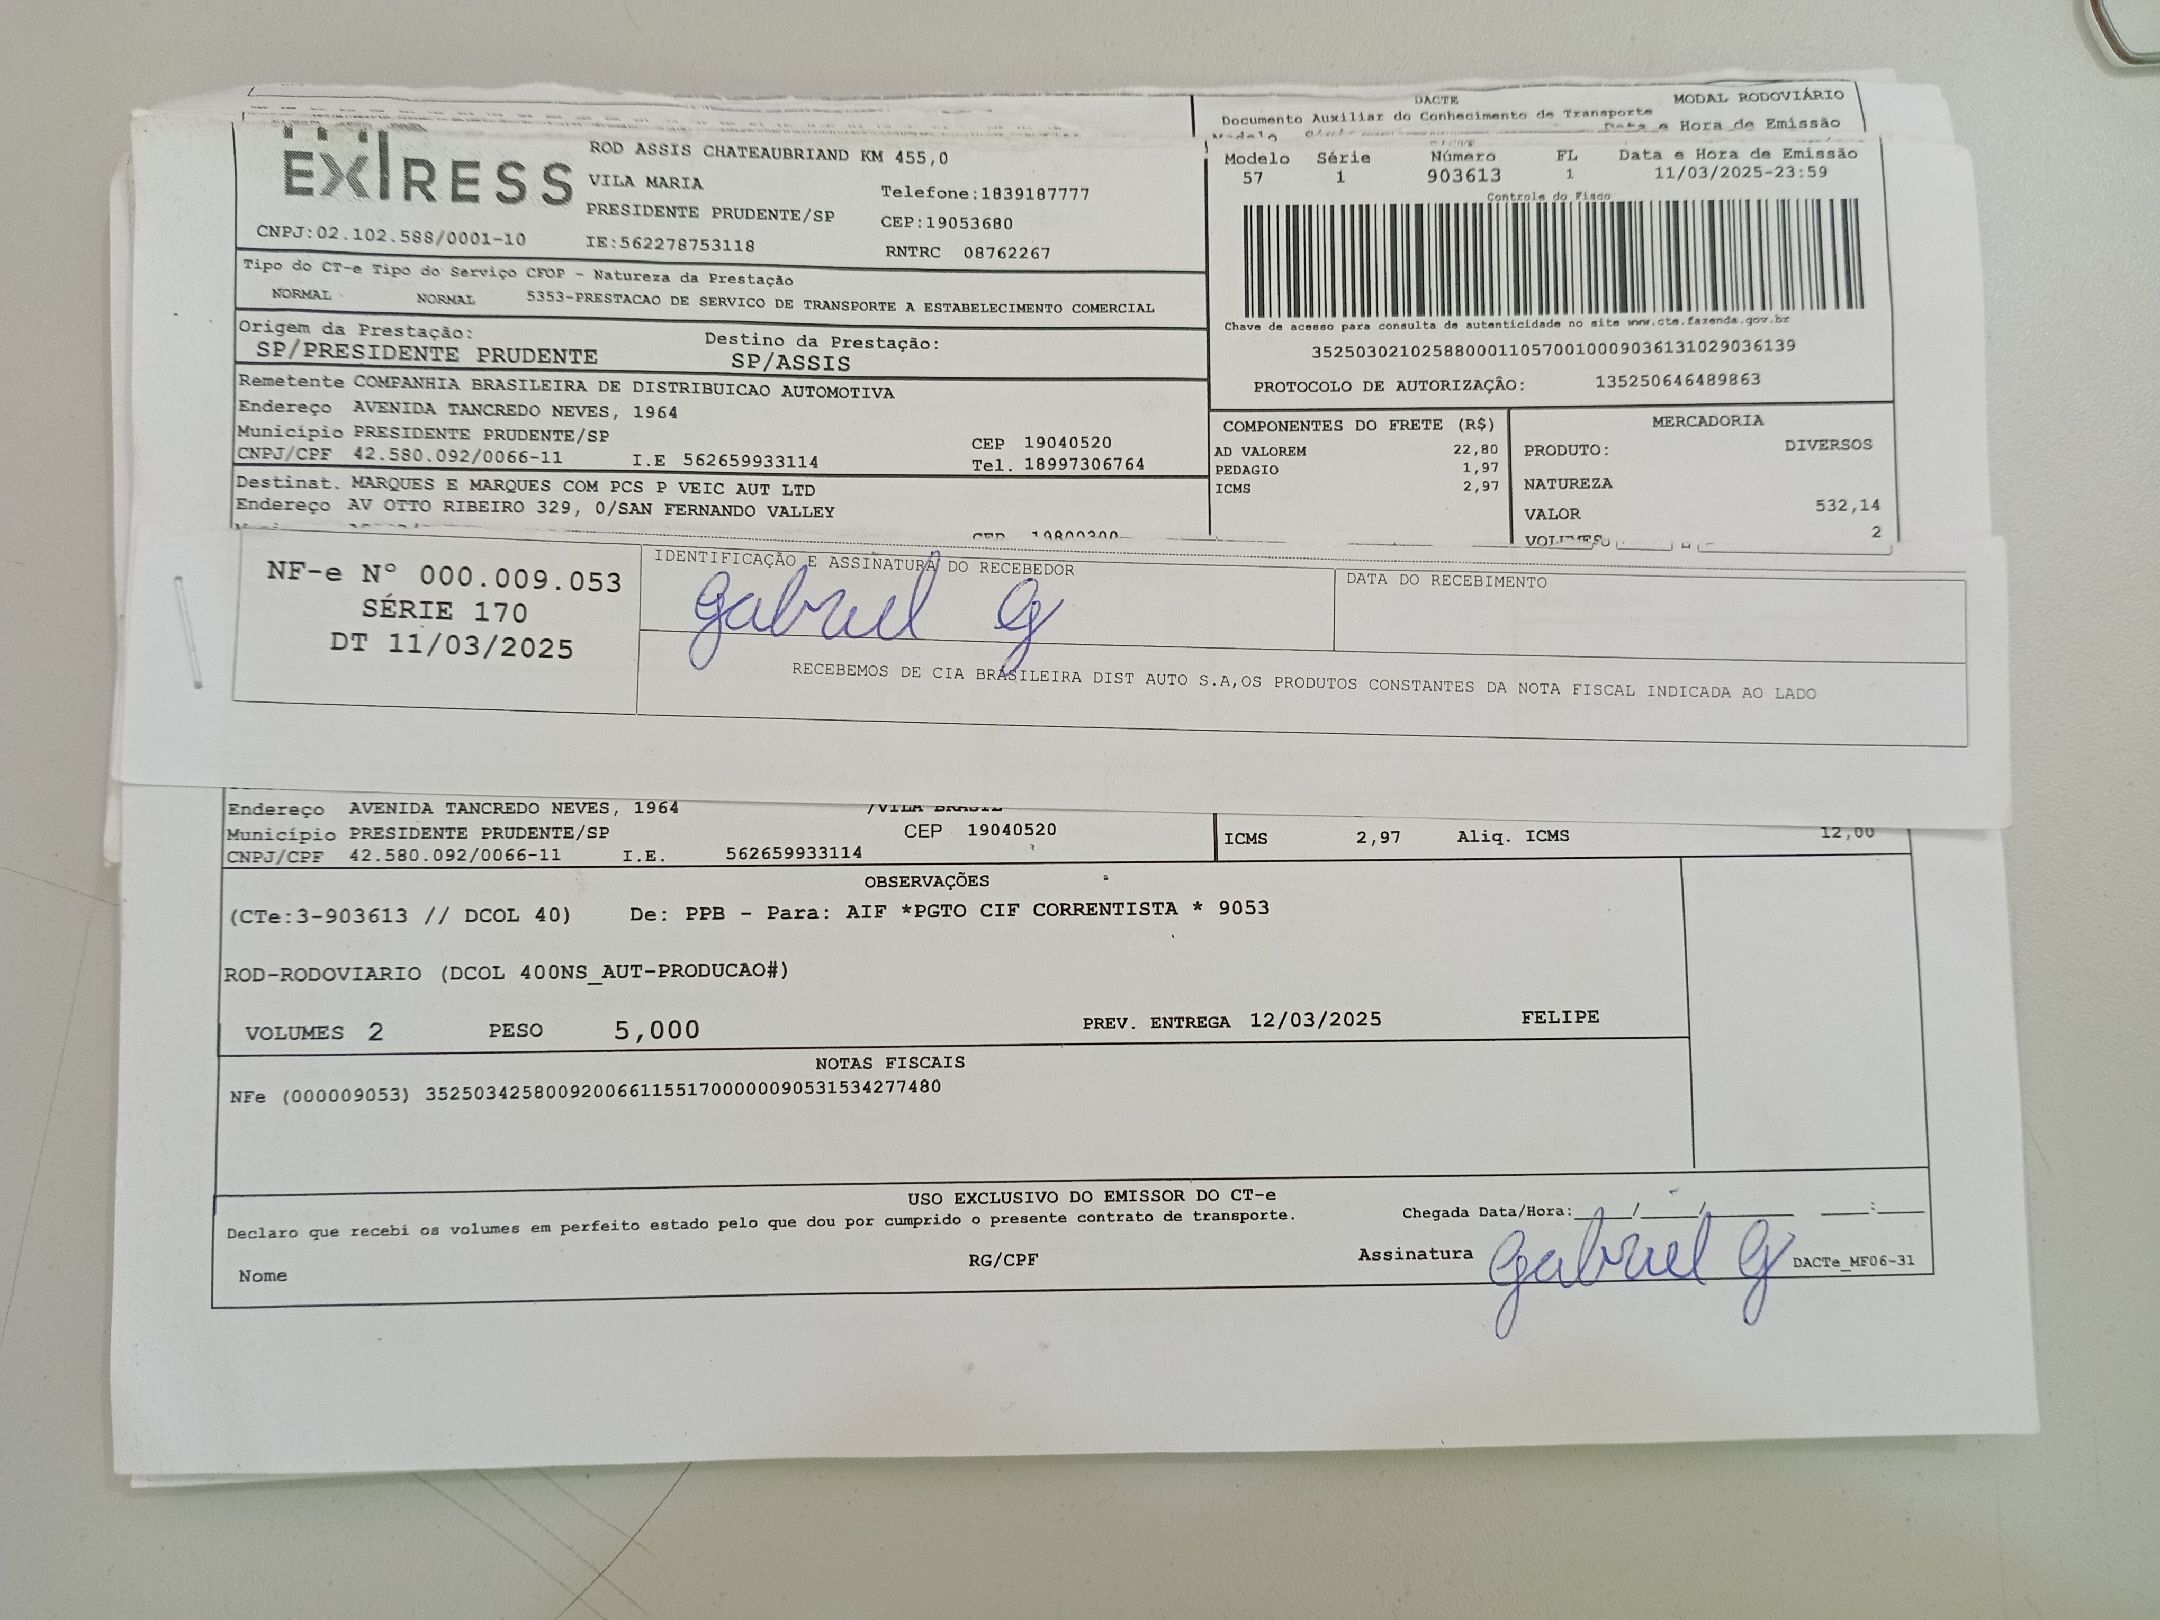 DACTE MODAL RODOVIÁRIO
Documento Auxiliar do Conhecimento de Transporte
e Hora de Emissão
ROD ASSIS CHATEAUBRIAND KM 455,0
VILA MARIA
Telefone:1839187777
PRESIDENTE PRUDENTE/SP CEP:19053680
CNPJ:02.102.588/0001-10 IE:562278753118 RNTRC 08762267
Modelo Série Número FL Data e Hora de Emissão
57 1 903613 1 11/03/2025-23:59
Controle do Fisco
Tipo do CT-e Tipo do Serviço CFOP - Natureza da Prestação
NORMAL NORMAL 5353-PRESTACAO DE SERVICO DE TRANSPORTE A ESTABELECIMENTO COMERCIAL
Chave de acesso para consulta de autenticidade no site www.cte.fazenda.gov.br
35250302102588000110570010009036131029036139
PROTOCOLO DE AUTORIZAÇÃO: 135250646489863
Origem da Prestação: Destino da Prestação:
SP/PRESIDENTE PRUDENTE SP/ASSIS
Remetente COMPANHIA BRASILEIRA DE DISTRIBUICAO AUTOMOTIVA
Endereço AVENIDA TANCREDO NEVES, 1964
Município PRESIDENTE PRUDENTE/SP CEP 19040520
CNPJ/CPF 42.580.092/0066-11 I.E 562659933114 Tel. 18997306764
Destinat. MARQUES E MARQUES COM PCS P VEIC AUT LTD
Endereço AV OTTO RIBEIRO 329, 0/SAN FERNANDO VALLEY
COMPONENTES DO FRETE (R$)
AD VALOREM 22,80
PEDAGIO 1,97
ICMS 2,97
MERCADORIA
PRODUTO: DIVERSOS
NATUREZA
VALOR 532,14
VOLUMES 2
NF-e Nº 000.009.053
SÉRIE 170
DT 11/03/2025
IDENTIFICAÇÃO E ASSINATURA DO RECEBEDOR
Gabriel G
DATA DO RECEBIMENTO
RECEBEMOS DE CIA BRASILEIRA DIST AUTO S.A,OS PRODUTOS CONSTANTES DA NOTA FISCAL INDICADA AO LADO
Endereço AVENIDA TANCREDO NEVES, 1964 /VILA BRASIL
Município PRESIDENTE PRUDENTE/SP CEP 19040520
CNPJ/CPF 42.580.092/0066-11 I.E. 562659933114
ICMS 2,97 Aliq. ICMS 12,00
OBSERVAÇÕES
(CTe:3-903613 // DCOL 40) De: PPB - Para: AIF *PGTO CIF CORRENTISTA * 9053
ROD-RODOVIARIO (DCOL 400NS_AUT-PRODUCAO#)
VOLUMES 2 PESO 5,000 PREV. ENTREGA 12/03/2025 FELIPE
NOTAS FISCAIS
NFe (000009053) 35250342580092006611551700000090531534277480
USO EXCLUSIVO DO EMISSOR DO CT-e
Declaro que recebi os volumes em perfeito estado pelo que dou por cumprido o presente contrato de transporte.
Chegada Data/Hora:____/____/______ ____:____
Nome RG/CPF Assinatura Gabriel G DACTe_MF06-31